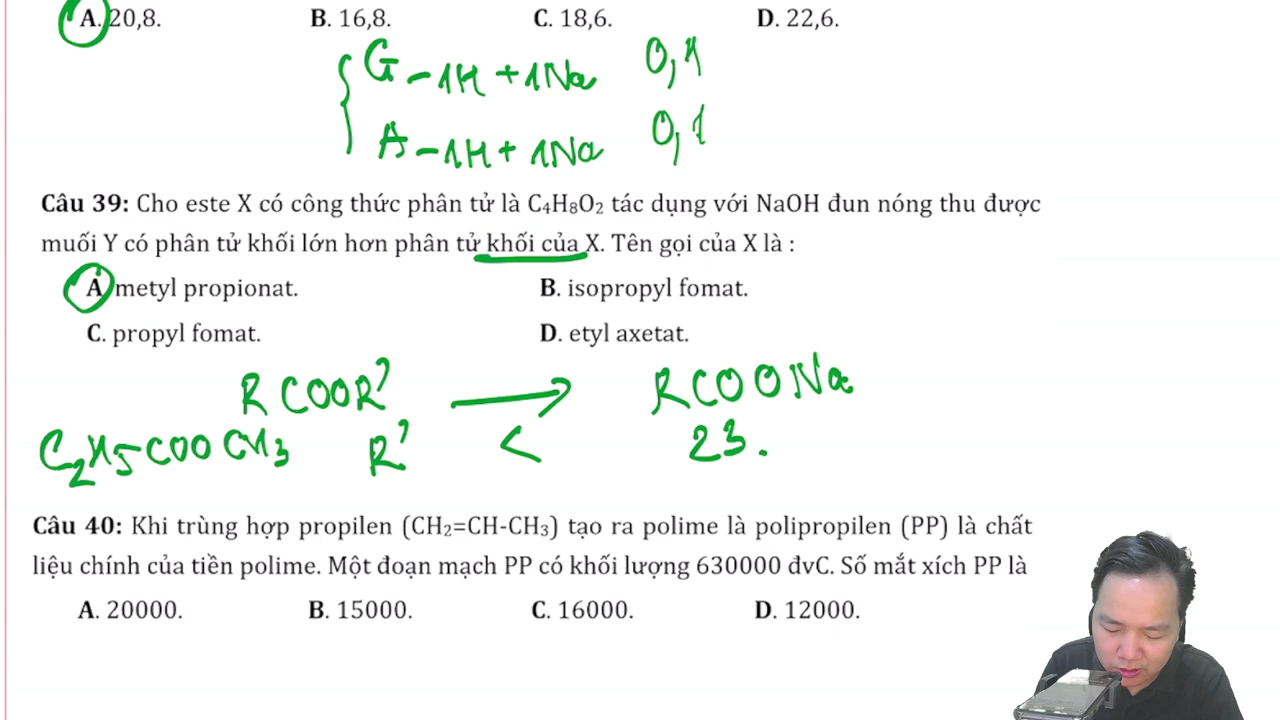 A. 20,8. B. 16,8. C. 18,6. D. 22,6.
G - 1H + 1Na 0,1
A - 1H + 1Na 0,1
Câu 39: Cho este X có công thức phân tử là C₄H₈O₂ tác dụng với NaOH đun nóng thu được
muối Y có phân tử khối lớn hơn phân tử khối của X. Tên gọi của X là :
A. metyl propionat. B. isopropyl fomat.
C. propyl fomat. D. etyl axetat.
RCOOR' → RCOONa
C₂H₅COOCH₃ R' < 23.
Câu 40: Khi trùng hợp propilen (CH₂=CH-CH₃) tạo ra polime là polipropilen (PP) là chất
liệu chính của tiền polime. Một đoạn mạch PP có khối lượng 630000 đvC. Số mắt xích PP là
A. 20000. B. 15000. C. 16000. D. 12000.